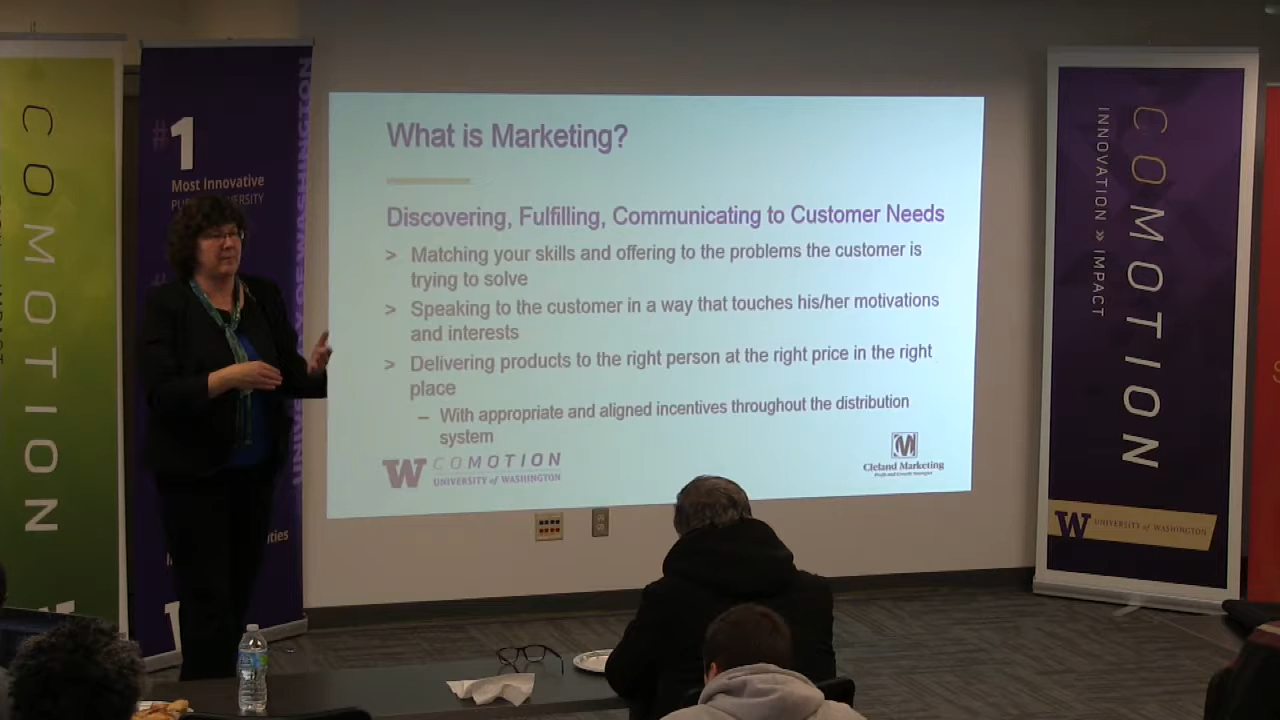 COMOTION
#1
Most Innovative
UNIVERSITY OF WASHINGTON
What is Marketing?
Discovering, Fulfilling, Communicating to Customer Needs
> Matching your skills and offering to the problems the customer is
trying to solve
> Speaking to the customer in a way that touches his/her motivations
and interests
> Delivering products to the right person at the right price in the right
place
– With appropriate and aligned incentives throughout the distribution
system
W COMOTION
UNIVERSITY of WASHINGTON
Cleland Marketing
COMOTION
INNOVATION » IMPACT
W UNIVERSITY of WASHINGTON